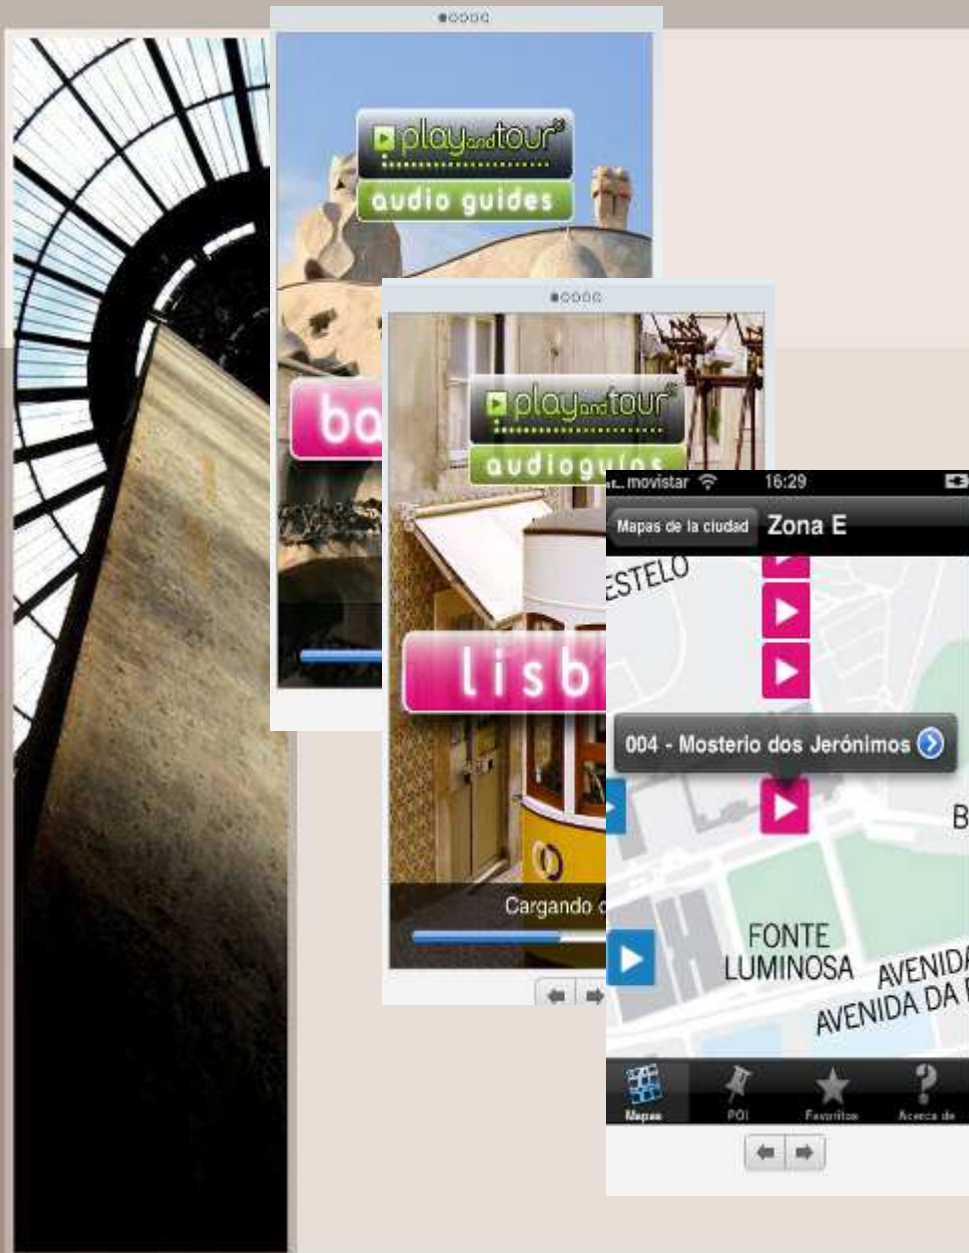 playandtour
audio guides
ba
playandtour
audioguías
lisb
Cargando
movistar 16:29
Mapas de la ciudad Zona E
ESTELO
004 - Mosterio dos Jerónimos
B
FONTE
LUMINOSA
AVENIDA
AVENIDA DA
Mapas POI Favoritos Acerca de